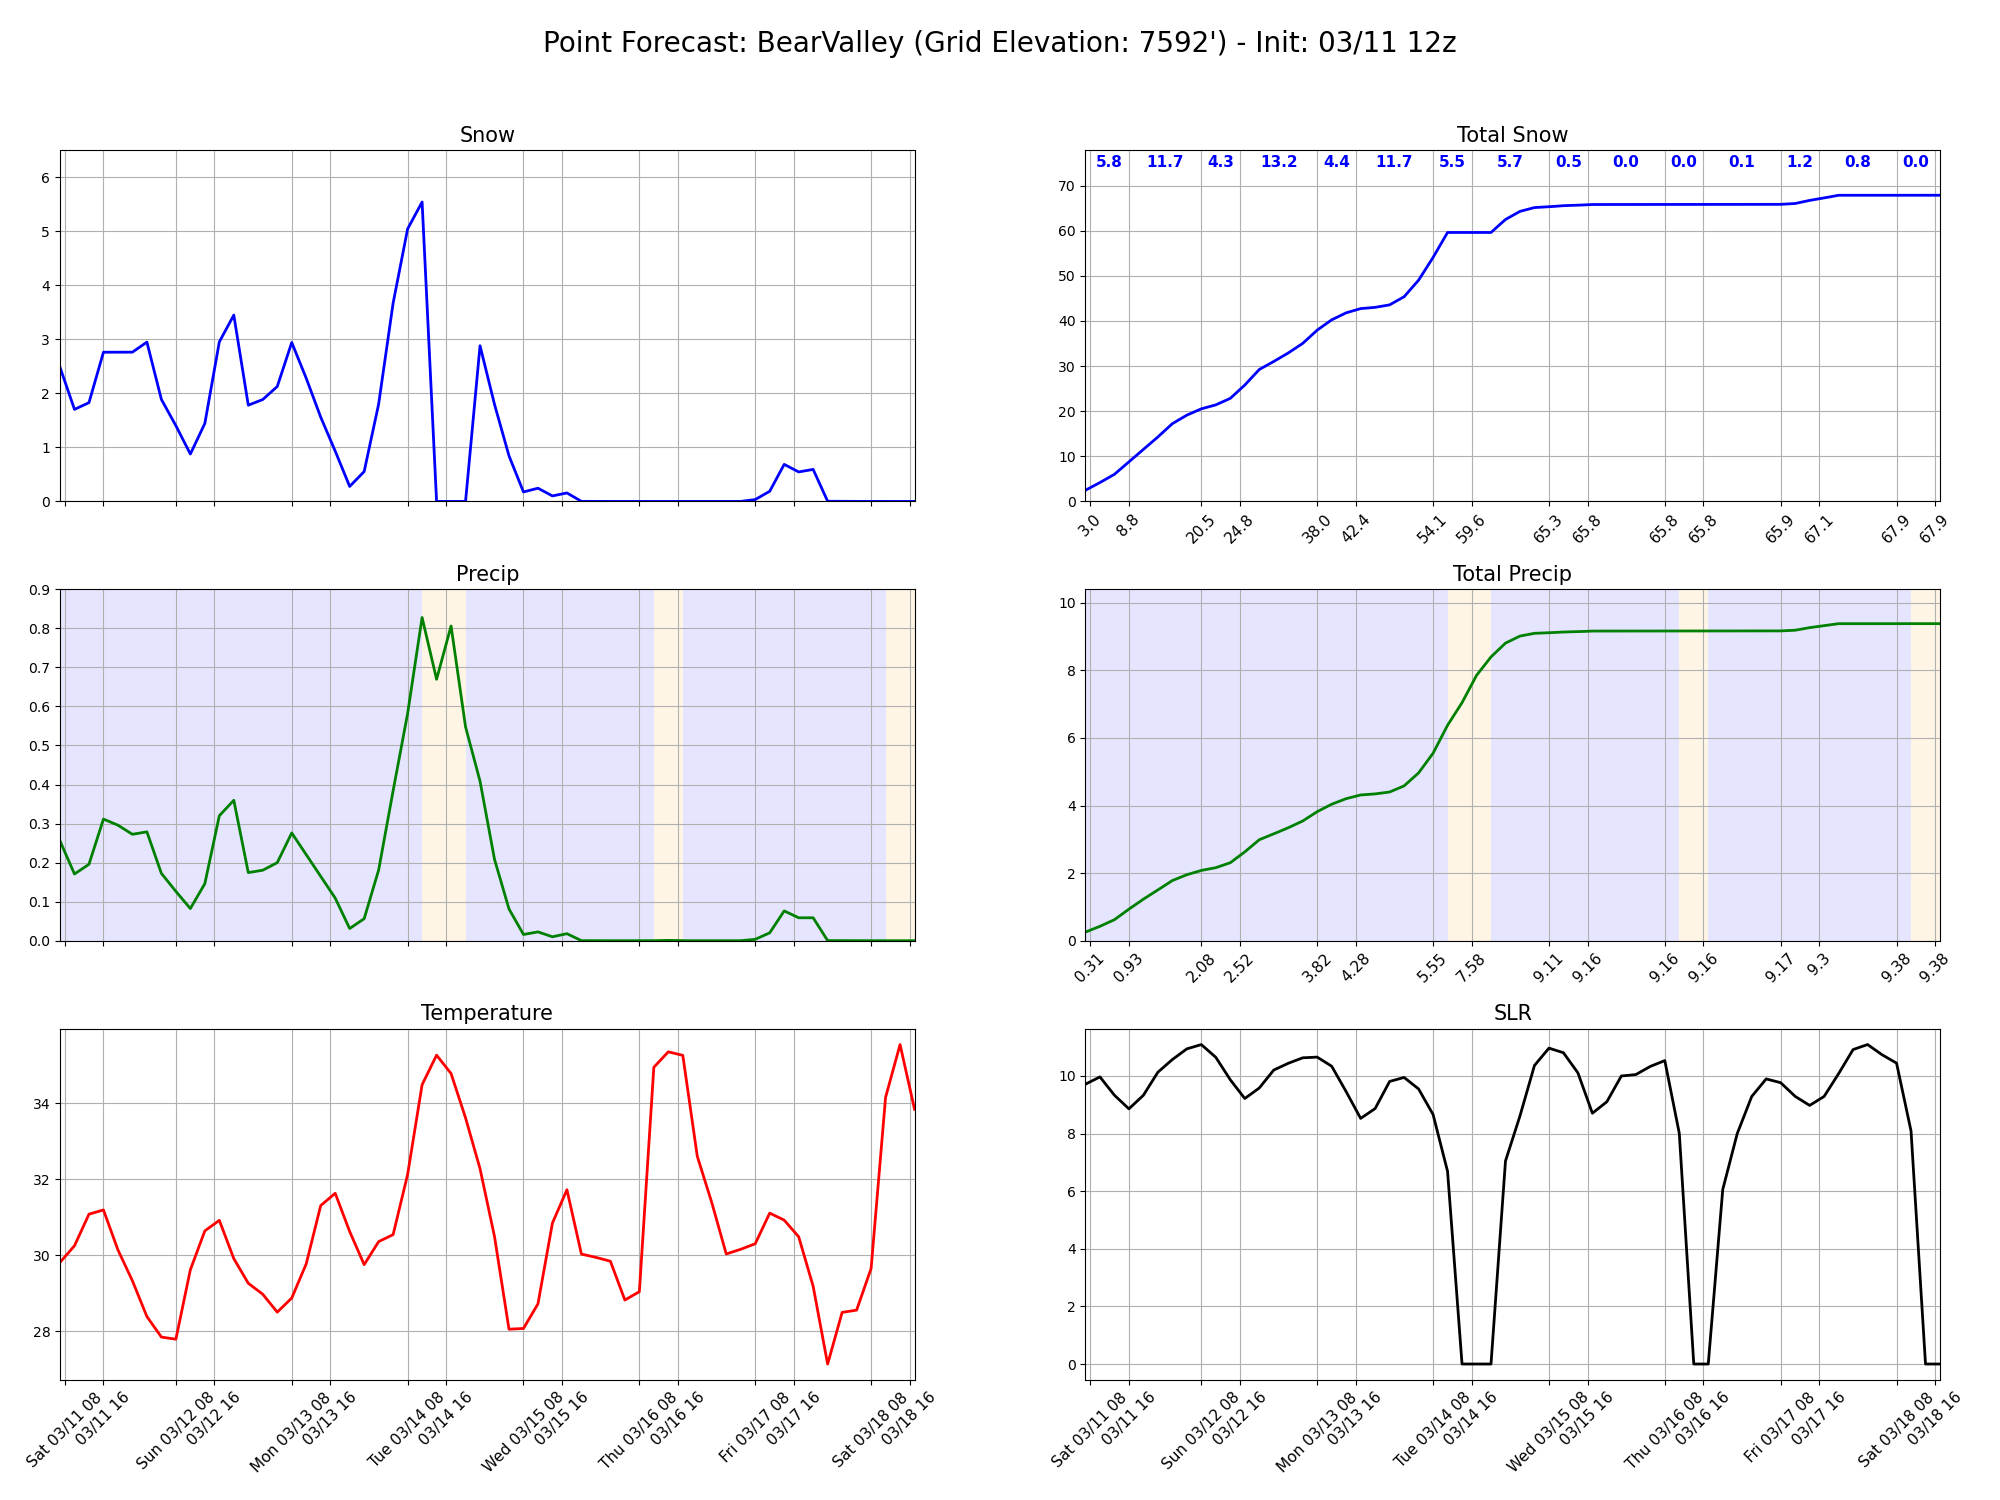 Point Forecast: BearValley (Grid Elevation: 7592') - Init: 03/11 12z
Snow
6
5
4
3
2
1
0
Total Snow
5.8 11.7 4.3 13.2 4.4 11.7 5.5 5.7 0.5 0.0 0.0 0.1 1.2 0.8 0.0
70
60
50
40
30
20
10
0
3.0 8.8 20.5 24.8 38.0 42.4 54.1 59.6 65.3 65.8 65.8 65.8 65.9 67.1 67.9 67.9
Precip
0.9
0.8
0.7
0.6
0.5
0.4
0.3
0.2
0.1
0.0
Total Precip
10
8
6
4
2
0
0.31 0.93 2.08 2.52 3.82 4.28 5.55 7.58 9.11 9.16 9.16 9.16 9.17 9.3 9.38 9.38
Temperature
34
32
30
28
Sat 03/11 08
03/11 16
Sun 03/12 08
03/12 16
Mon 03/13 08
03/13 16
Tue 03/14 08
03/14 16
Wed 03/15 08
03/15 16
Thu 03/16 08
03/16 16
Fri 03/17 08
03/17 16
Sat 03/18 08
03/18 16
SLR
10
8
6
4
2
0
Sat 03/11 08
03/11 16
Sun 03/12 08
03/12 16
Mon 03/13 08
03/13 16
Tue 03/14 08
03/14 16
Wed 03/15 08
03/15 16
Thu 03/16 08
03/16 16
Fri 03/17 08
03/17 16
Sat 03/18 08
03/18 16